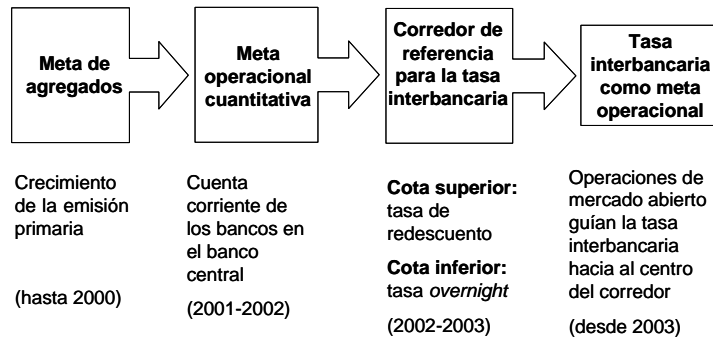 Meta de
agregados
Meta
operacional
cuantitativa
Corredor de
referencia
para la tasa
interbancaria
Tasa
interbancaria
como meta
operacional
Crecimiento
de la emisión
primaria
(hasta 2000)
Cuenta
corriente de
los bancos en
el banco
central
(2001-2002)
Cota superior:
tasa de
redescuento
Cota inferior:
tasa overnight
(2002-2003)
Operaciones de
mercado abierto
guían la tasa
interbancaria
hacia al centro
del corredor
(desde 2003)